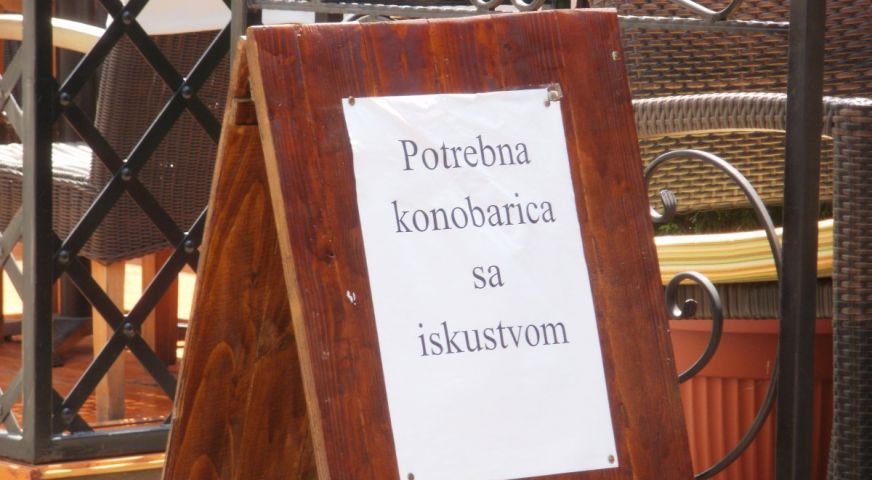 Potrebna
konobarica
sa
iskustvom